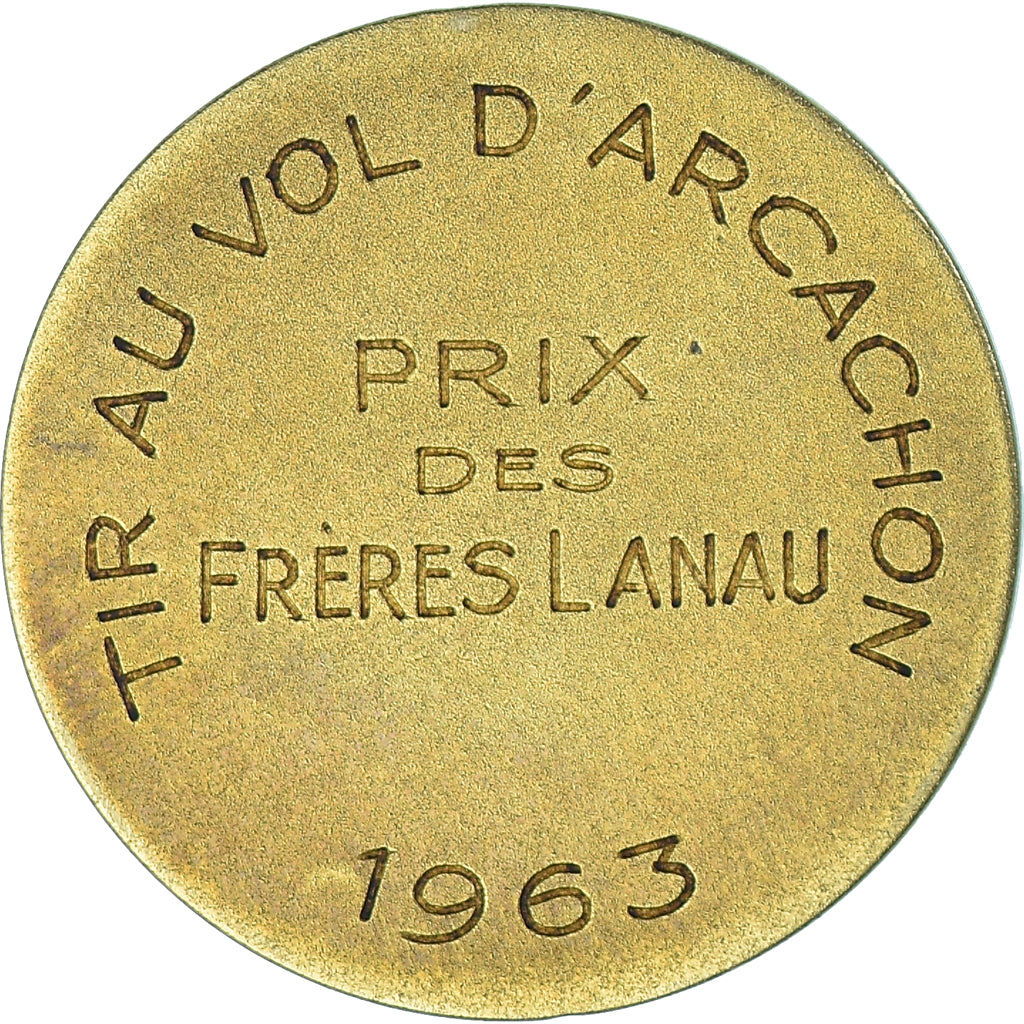 TIR AU VOL D'ARCACHON
PRIX
DES
FRÈRES LANAU
1963